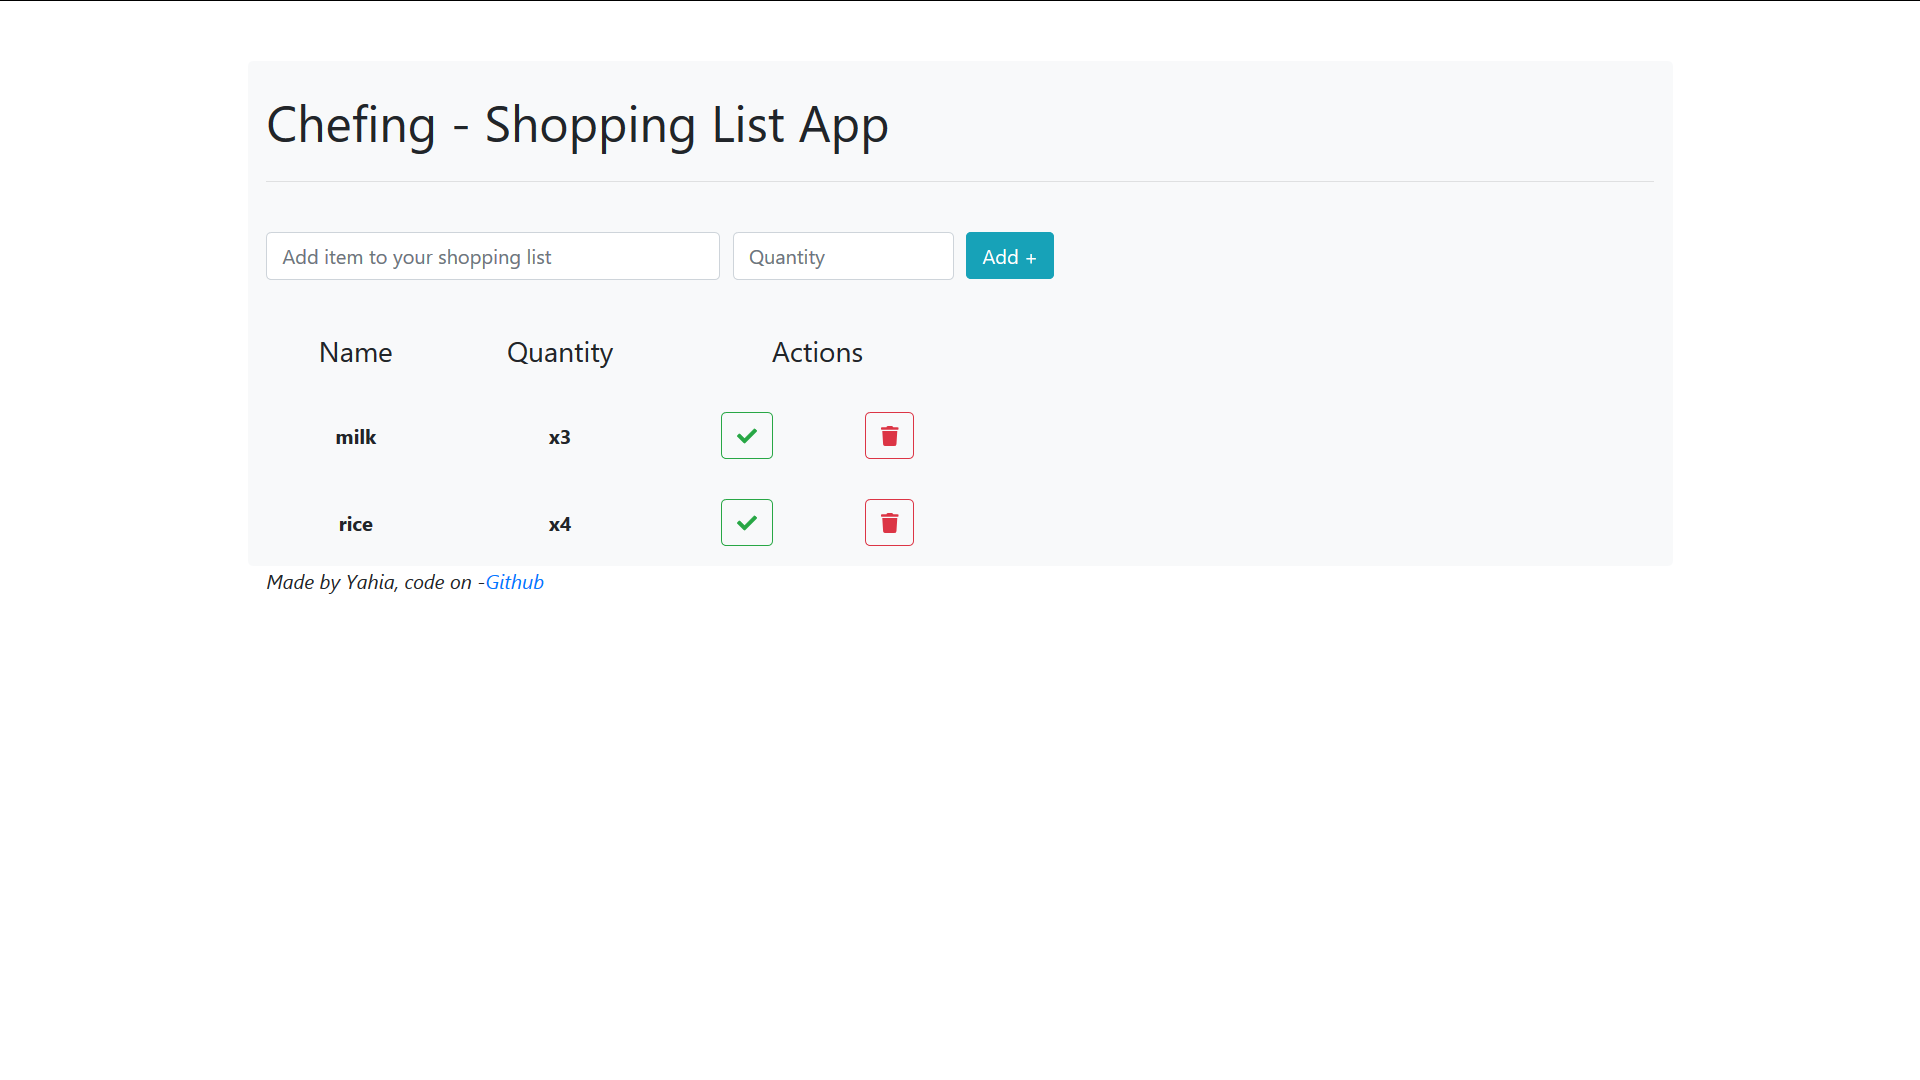 Chefing - Shopping List App
Add item to your shopping list Quantity Add +
Name Quantity Actions
milk x3
rice x4
Made by Yahia, code on -Github